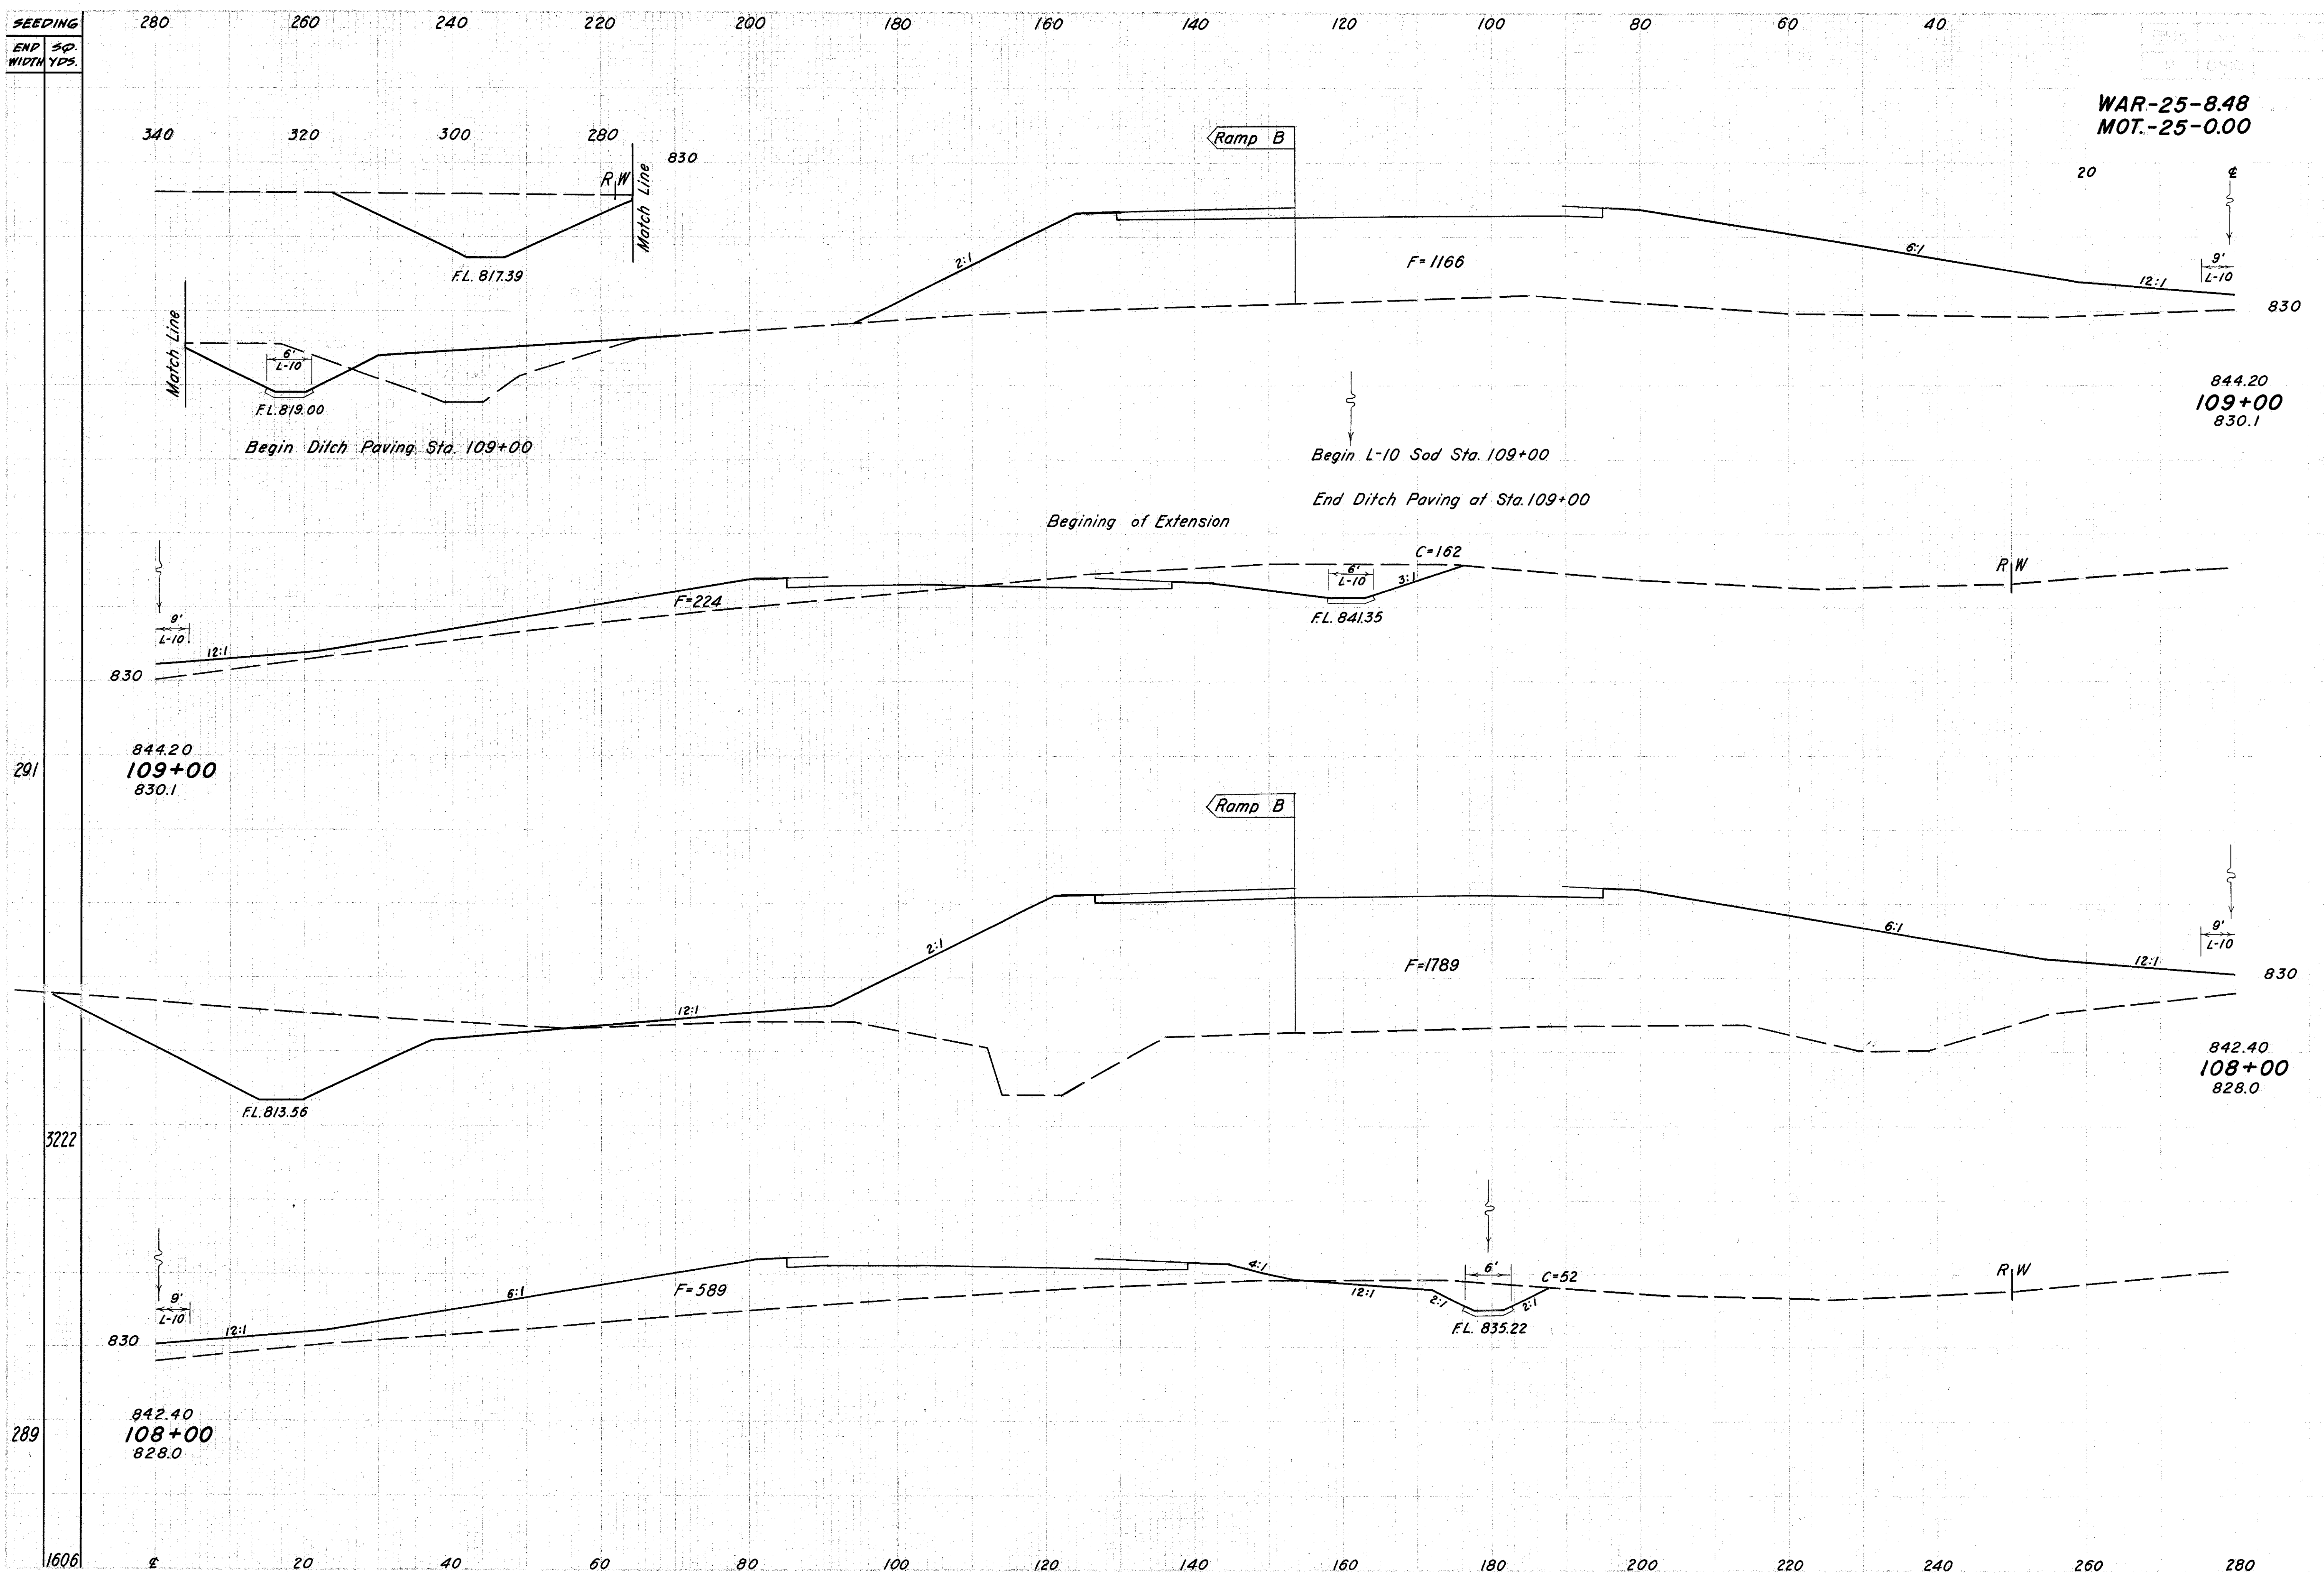 SEEDING
END WIDTH
SQ. YDS.
280 260 240 220 200 180 160 140 120 100 80 60 40
WAR.-25-8.48
MOT.-25-0.00
340 320 300 280
830
Ramp B
20 ℄
R W
Match Line
F.L. 817.39
2:1
F=1166
6:1
12:1
9'
L-10
830
Match Line
6'
L-10
F.L. 819.00
844.20
109+00
830.1
Begin Ditch Paving Sta. 109+00
Begin L-10 Sod Sta. 109+00
End Ditch Paving at Sta. 109+00
Begining of Extension
C=162
6'
L-10
3:1
R W
F=224
F.L. 841.35
9'
L-10
12:1
830
844.20
291
109+00
830.1
Ramp B
2:1
F=1789
6:1
9'
L-10
12:1
830
12:1
842.40
108+00
828.0
F.L. 813.56
3222
4:1
R W
6'
C=52
6:1
F=589
12:1
2:1
2:1
9'
L-10
12:1
F.L. 835.22
830
842.40
289
108+00
828.0
1606
℄ 20 40 60 80 100 120 140 160 180 200 220 240 260 280